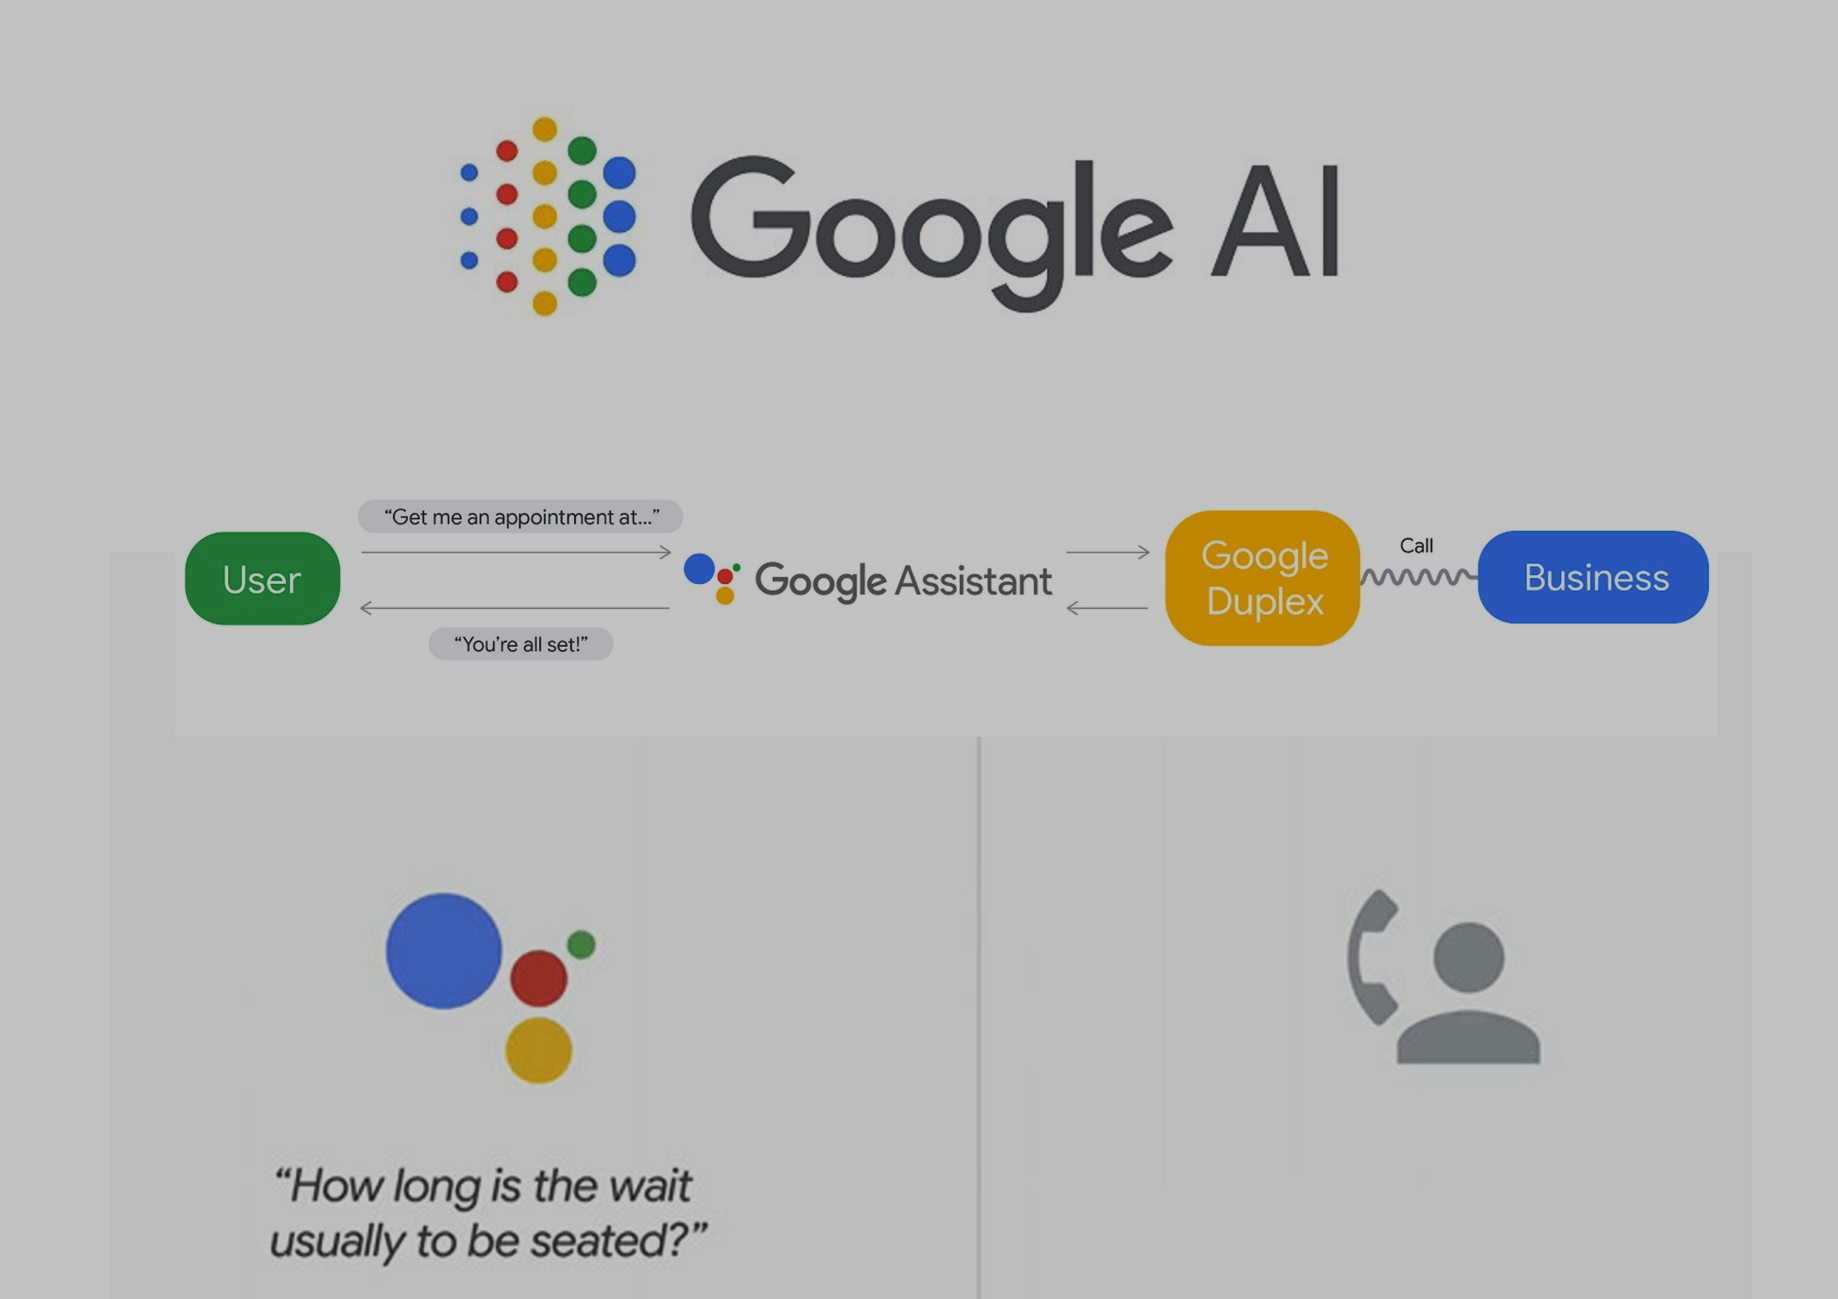 Google AI
“Get me an appointment at...”
User
Google Assistant
Google
Duplex
Call
Business
“You’re all set!”
“How long is the wait
usually to be seated?”